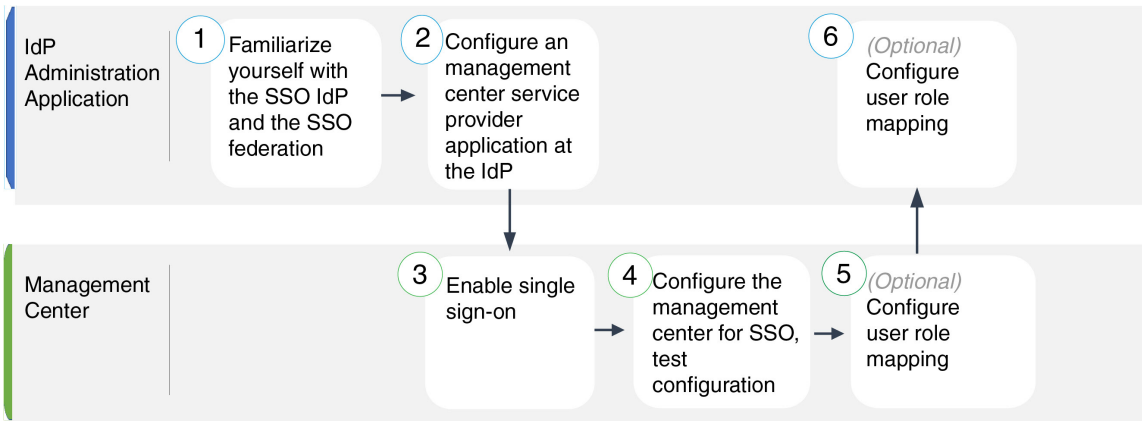 IdP
Administration
Application
1
Familiarize
yourself with
the SSO IdP
and the SSO
federation
2
Configure an
management
center service
provider
application at
the IdP
6
(Optional)
Configure
user role
mapping
Management
Center
3
Enable single
sign-on
4
Configure the
management
center for SSO,
test
configuration
5
(Optional)
Configure
user role
mapping